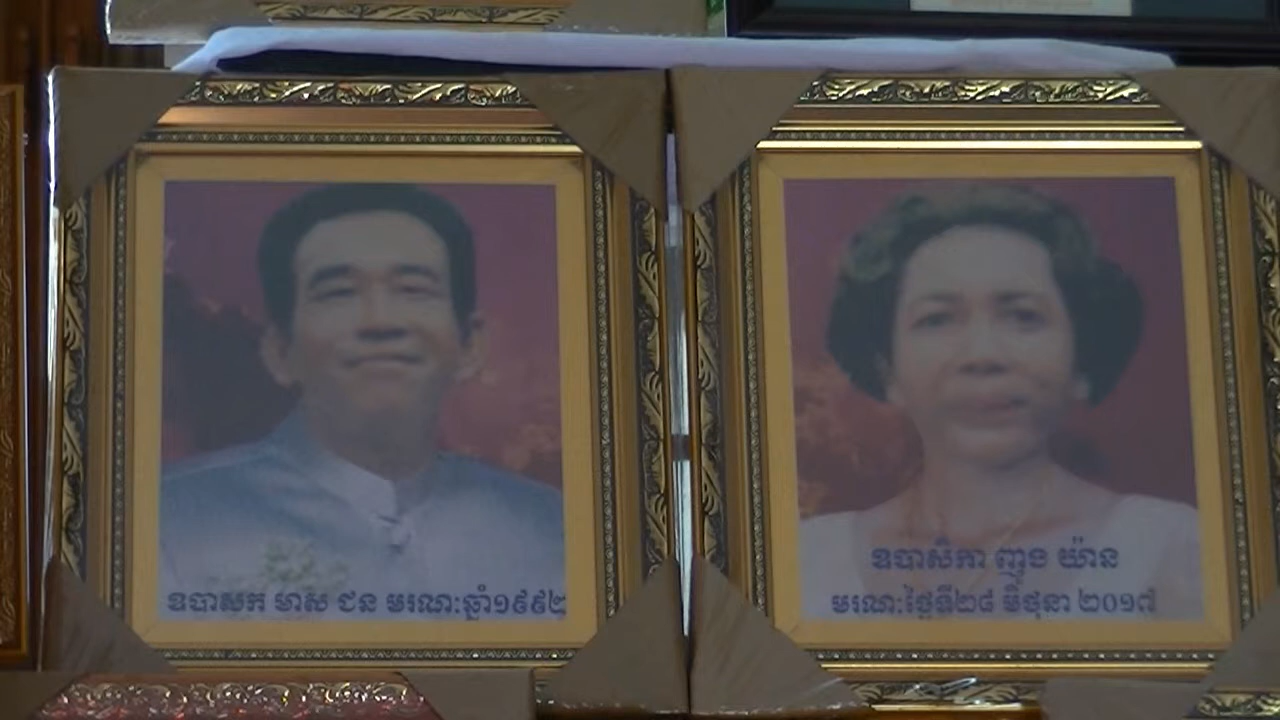 ឧបាសក មាស ជន មរណៈឆ្នាំ១៩៩២
ឧបាសិកា ញូង យ៉ាន
មរណៈថ្ងៃទី២៨ មិថុនា ២០១៧